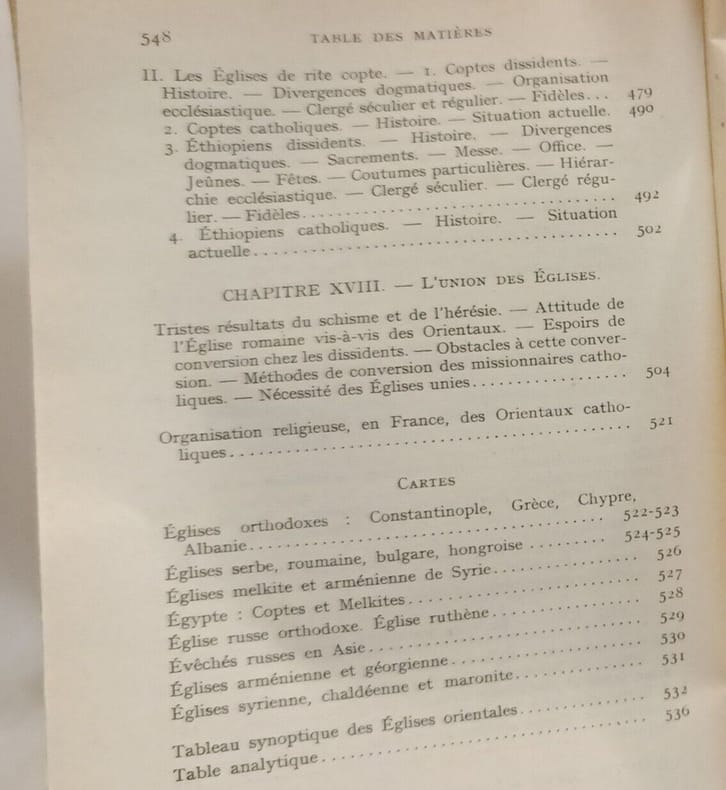 548 TABLE DES MATIÈRES
II. Les Églises de rite copte. — 1. Coptes dissidents. —
Histoire. — Divergences dogmatiques. — Organisation
ecclésiastique. — Clergé séculier et régulier. — Fidèles... 479
2. Coptes catholiques. — Histoire. — Situation actuelle. 490
3. Éthiopiens dissidents. — Histoire. — Divergences
dogmatiques. — Sacrements. — Messe. — Office. —
Jeûnes. — Fêtes. — Coutumes particulières. — Hiérar-
chie ecclésiastique. — Clergé séculier. — Clergé régu-
lier. — Fidèles........................................ 492
4. Éthiopiens catholiques. — Histoire. — Situation
actuelle........................................ 502
CHAPITRE XVIII. — L'UNION DES ÉGLISES.
Tristes résultats du schisme et de l'hérésie. — Attitude de
l'Église romaine vis-à-vis des Orientaux. — Espoirs de
conversion chez les dissidents. — Obstacles à cette conver-
sion. — Méthodes de conversion des missionnaires catho-
liques. — Nécessité des Églises unies................. 504
Organisation religieuse, en France, des Orientaux catho-
liques........................................ 521
CARTES
Églises orthodoxes : Constantinople, Grèce, Chypre,
Albanie........................................ 522-523
Églises serbe, roumaine, bulgare, hongroise ......... 524-525
Églises melkite et arménienne de Syrie................ 526
Égypte : Coptes et Melkites........................ 527
Église russe orthodoxe. Église ruthène................ 528
Évêchés russes en Asie............................. 529
Églises arménienne et géorgienne.................... 530
Églises syrienne, chaldéenne et maronite.............. 531
Tableau synoptique des Églises orientales.............. 532
Table analytique................................... 536